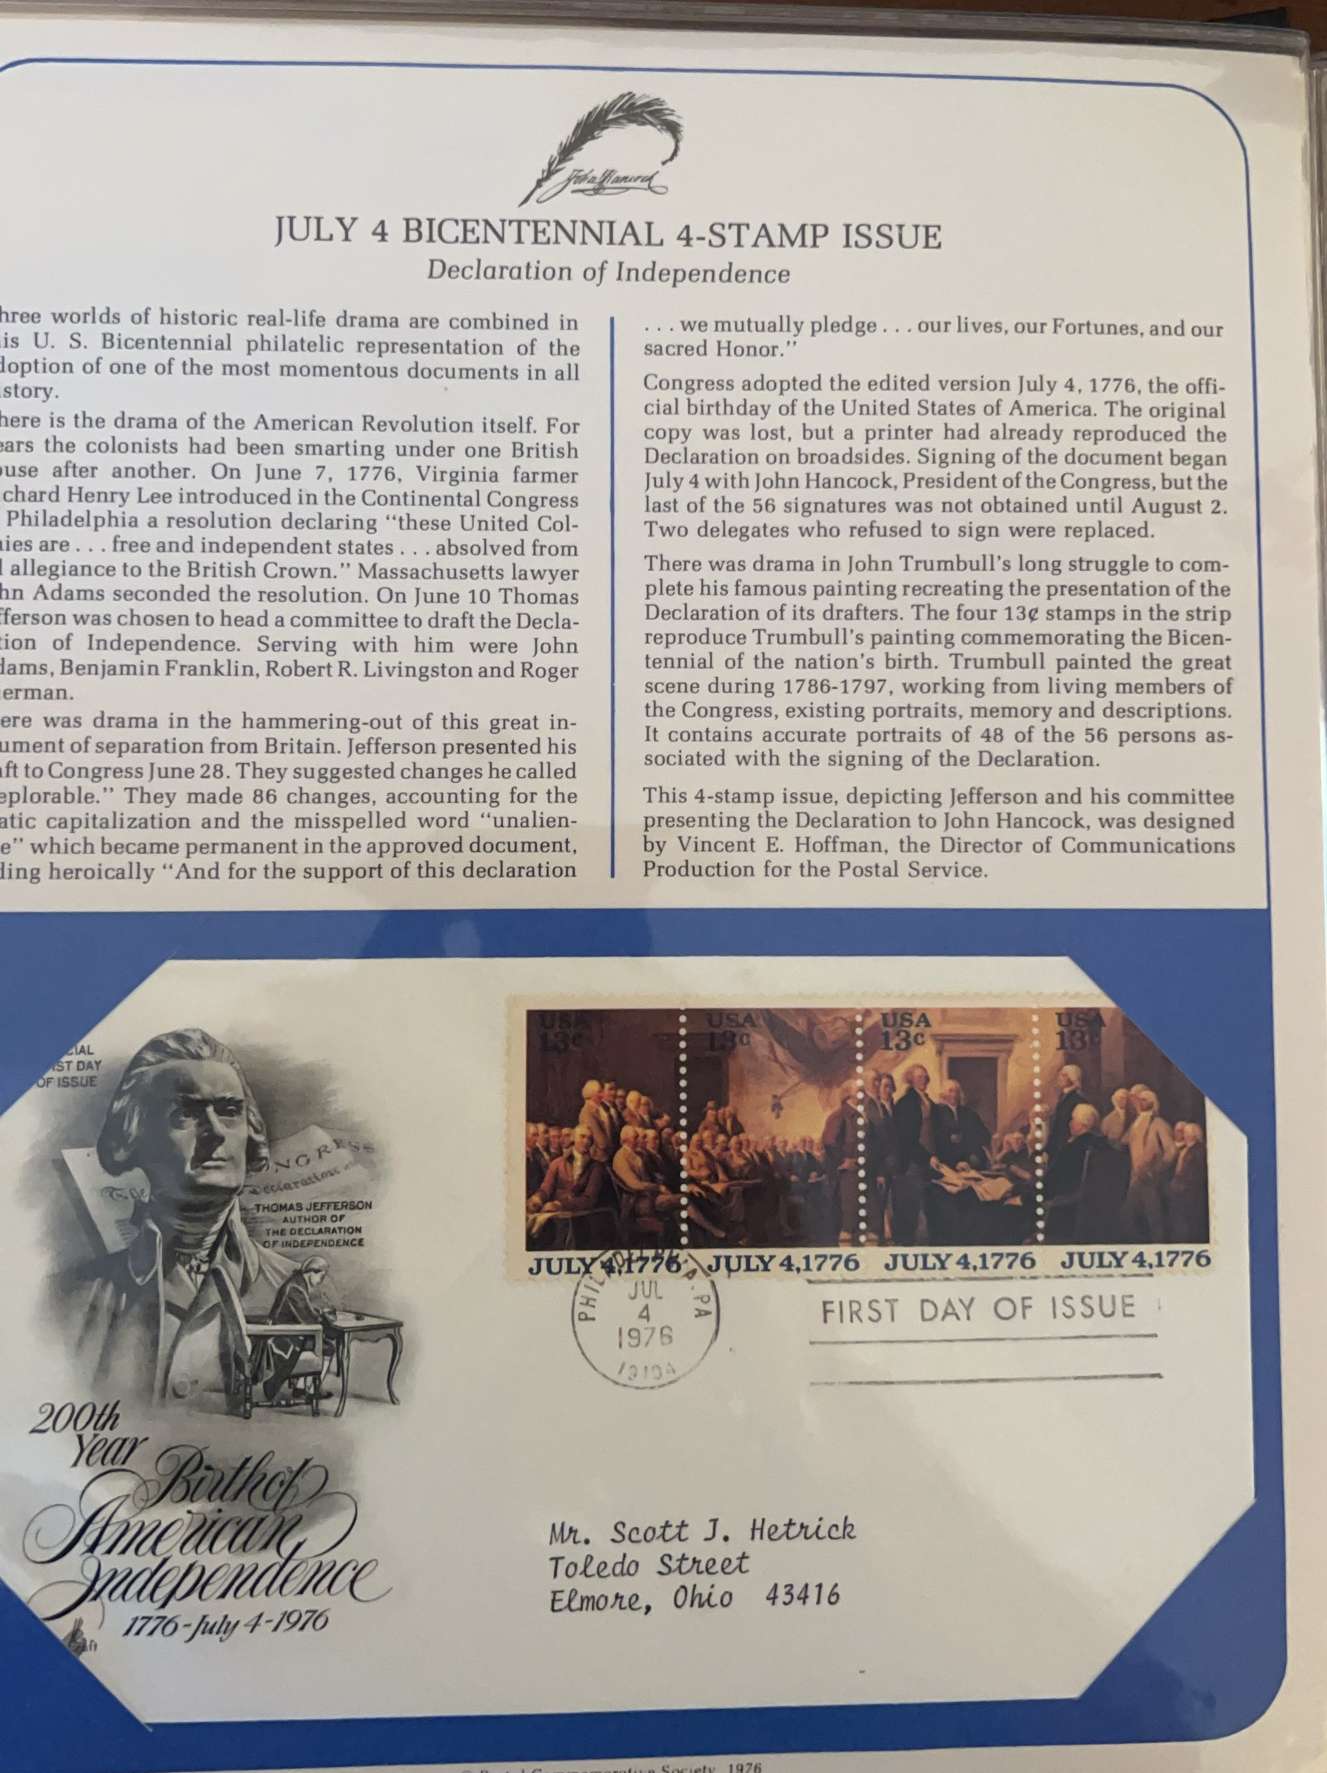 John Hancock
JULY 4 BICENTENNIAL 4-STAMP ISSUE
Declaration of Independence
hree worlds of historic real-life drama are combined in
is U. S. Bicentennial philatelic representation of the
doption of one of the most momentous documents in all
story.
here is the drama of the American Revolution itself. For
ears the colonists had been smarting under one British
ouse after another. On June 7, 1776, Virginia farmer
chard Henry Lee introduced in the Continental Congress
Philadelphia a resolution declaring “these United Col-
nies are . . . free and independent states . . . absolved from
l allegiance to the British Crown.” Massachusetts lawyer
hn Adams seconded the resolution. On June 10 Thomas
fferson was chosen to head a committee to draft the Decla-
tion of Independence. Serving with him were John
dams, Benjamin Franklin, Robert R. Livingston and Roger
erman.
ere was drama in the hammering-out of this great in-
ument of separation from Britain. Jefferson presented his
aft to Congress June 28. They suggested changes he called
eplorable.” They made 86 changes, accounting for the
atic capitalization and the misspelled word “unalien-
e” which became permanent in the approved document,
ding heroically “And for the support of this declaration
. . . we mutually pledge . . . our lives, our Fortunes, and our
sacred Honor.”
Congress adopted the edited version July 4, 1776, the offi-
cial birthday of the United States of America. The original
copy was lost, but a printer had already reproduced the
Declaration on broadsides. Signing of the document began
July 4 with John Hancock, President of the Congress, but the
last of the 56 signatures was not obtained until August 2.
Two delegates who refused to sign were replaced.
There was drama in John Trumbull’s long struggle to com-
plete his famous painting recreating the presentation of the
Declaration of its drafters. The four 13¢ stamps in the strip
reproduce Trumbull’s painting commemorating the Bicen-
tennial of the nation’s birth. Trumbull painted the great
scene during 1786-1797, working from living members of
the Congress, existing portraits, memory and descriptions.
It contains accurate portraits of 48 of the 56 persons as-
sociated with the signing of the Declaration.
This 4-stamp issue, depicting Jefferson and his committee
presenting the Declaration to John Hancock, was designed
by Vincent E. Hoffman, the Director of Communications
Production for the Postal Service.
CIAL
ST DAY
OF ISSUE
CONGRESS
Declaration
THOMAS JEFFERSON
AUTHOR OF
THE DECLARATION
OF INDEPENDENCE
200th
Year
Birth of
American
Independence
1776-July 4-1976
USA 13c
USA 13c
USA 13c
USA 13c
JULY 4,1776
JULY 4,1776
JULY 4,1776
JULY 4,1776
PHILADELPHIA.PA
JUL
4
1976
19104
FIRST DAY OF ISSUE
Mr. Scott J. Hetrick
Toledo Street
Elmore, Ohio 43416
Postal Commemorative Society, 1976